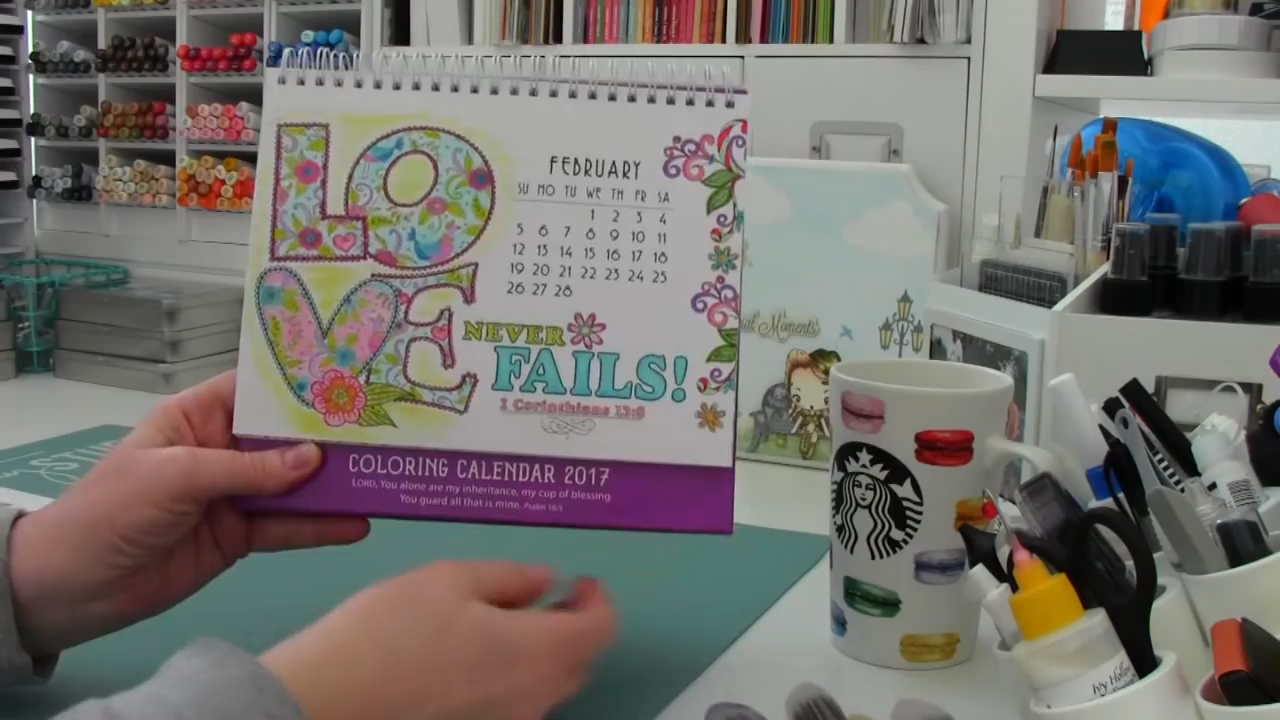 LOVE
FEBRUARY
SU MO TU WE TH FR SA
1 2 3 4
5 6 7 8 9 10 11
12 13 14 15 16 17 18
19 20 21 22 23 24 25
26 27 28
NEVER
FAILS!
1 Corinthians 13:8
COLORING CALENDAR 2017
LORD, You alone are my inheritance, my cup of blessing.
You guard all that is mine. Psalm 16:5
Moments